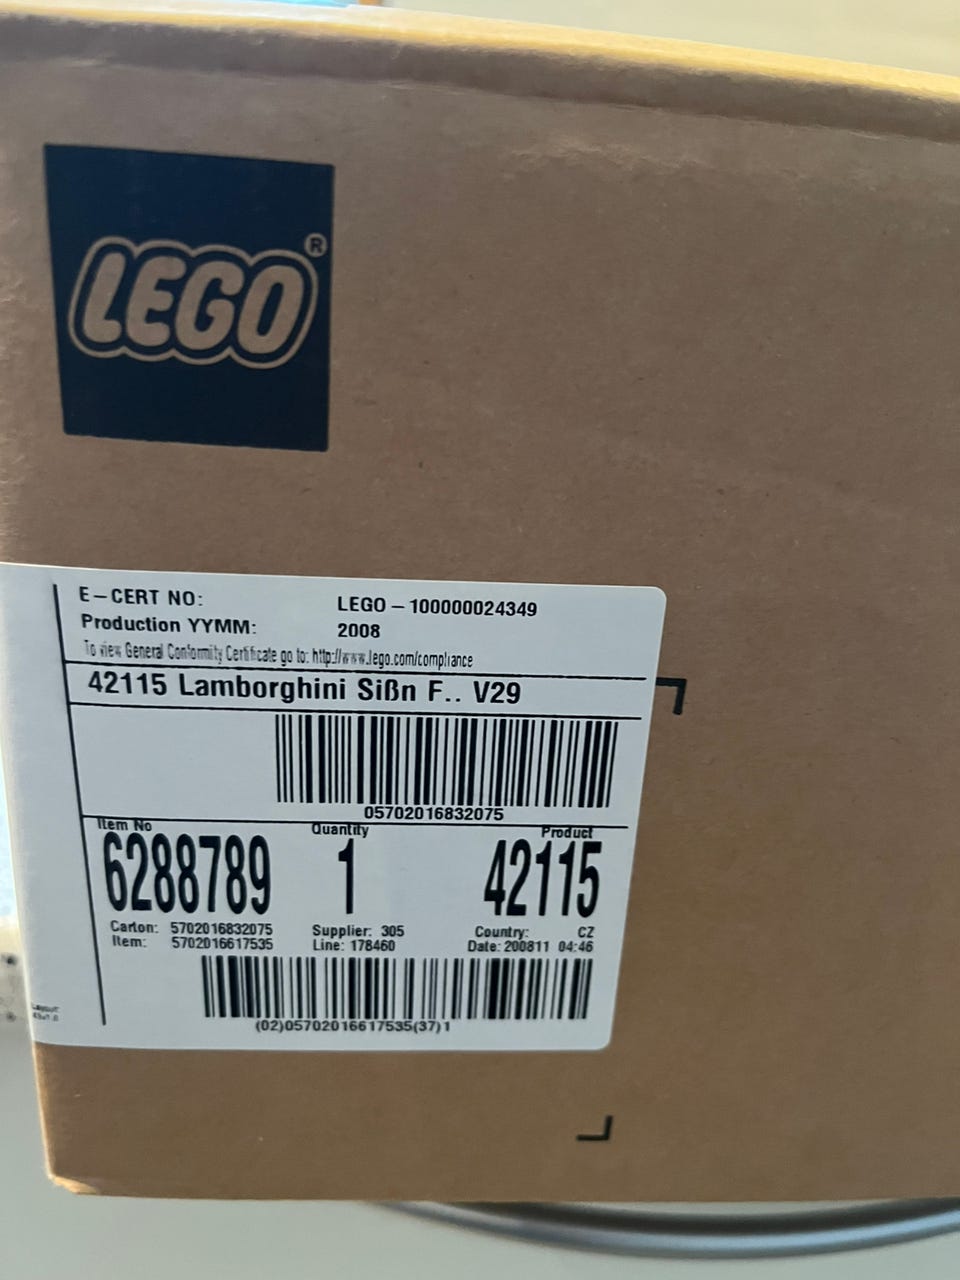 LEGO®
E-CERT NO: LEGO - 100000024349
Production YYMM: 2008
To view General Conformity Certificate go to: http://www.lego.com/compliance
42115 Lamborghini Sißn F.. V29
05702016832075
Item No Quantity Product
6288789 1 42115
Carton: 5702016832075 Supplier: 305 Country: CZ
Item: 5702016617535 Line: 178460 Date: 200811 04:46
(02)05702016617535(37)1